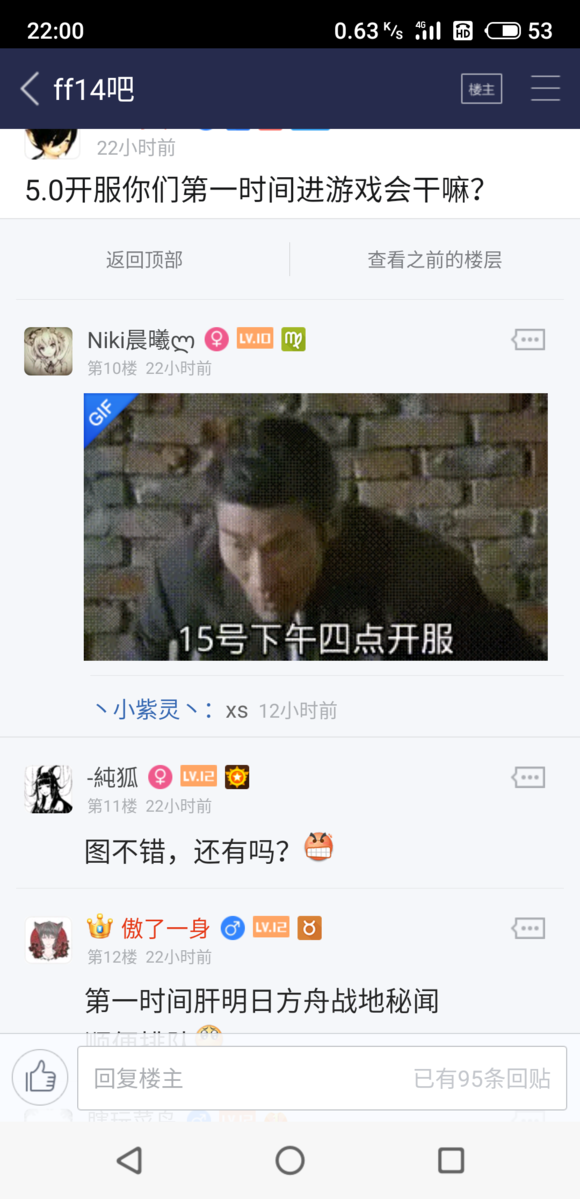 22:00
0.63 K/s 4G HD 53
ff14吧
楼主
22小时前
5.0开服你们第一时间进游戏会干嘛?
返回顶部
查看之前的楼层
Niki晨曦ღ LV.10
第10楼 22小时前
GIF
15号下午四点开服
丶小紫灵丶: xs 12小时前
-純狐 LV.12
第11楼 22小时前
图不错，还有吗？
傲了一身 LV.12
第12楼 22小时前
第一时间肝明日方舟战地秘闻
顺便排队
回复楼主
已有95条回贴